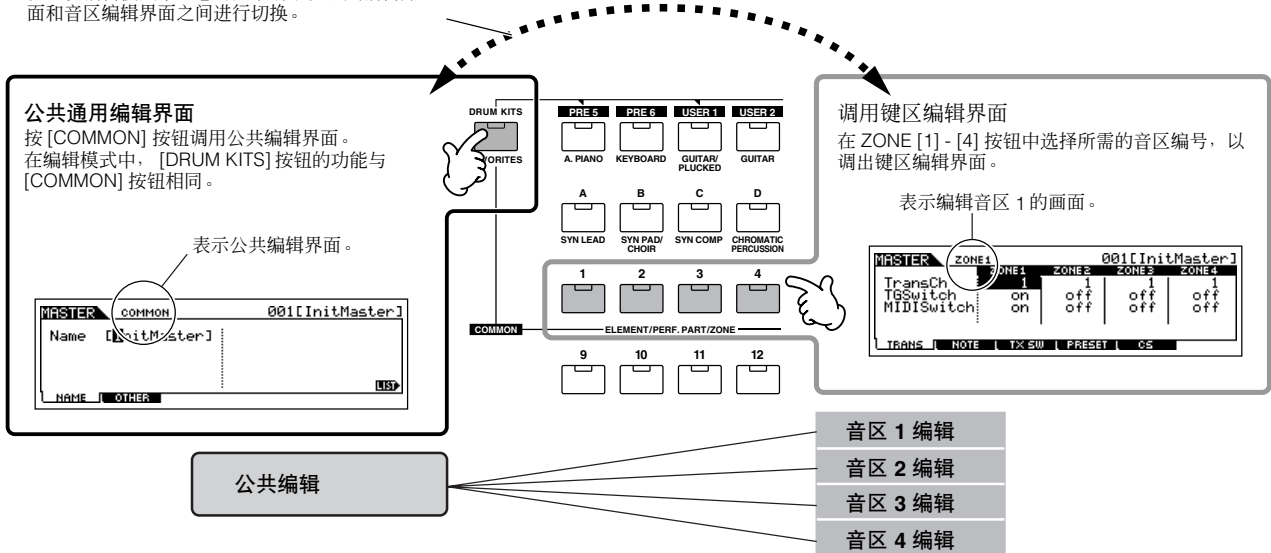 面和音区编辑界面之间进行切换。
公共通用编辑界面
按 [COMMON] 按钮调用公共编辑界面。
在编辑模式中， [DRUM KITS] 按钮的功能与
[COMMON] 按钮相同。
表示公共编辑界面。
MASTER COMMON 001[InitMaster]
Name
LIST
NAME OTHER
DRUM KITS
PRE 5 PRE 6 USER 1 USER 2
A. PIANO KEYBOARD GUITAR/ PLUCKED GUITAR
A B C D
SYN LEAD SYN PAD/ CHOIR SYN COMP CHROMATIC PERCUSSION
1 2 3 4
COMMON ELEMENT/PERF. PART/ZONE
9 10 11 12
调用键区编辑界面
在 ZONE [1] - [4] 按钮中选择所需的音区编号，以
调出键区编辑界面。
表示编辑音区 1 的画面。
MASTER ZONE1 001[InitMaster]
ZONE1 ZONE2 ZONE3 ZONE4
TransCh 1 1 1 1
TGSwitch on off off off
MIDISwitch on off off off
TRANS NOTE TX SW PRESET CS
公共编辑
音区 1 编辑
音区 2 编辑
音区 3 编辑
音区 4 编辑